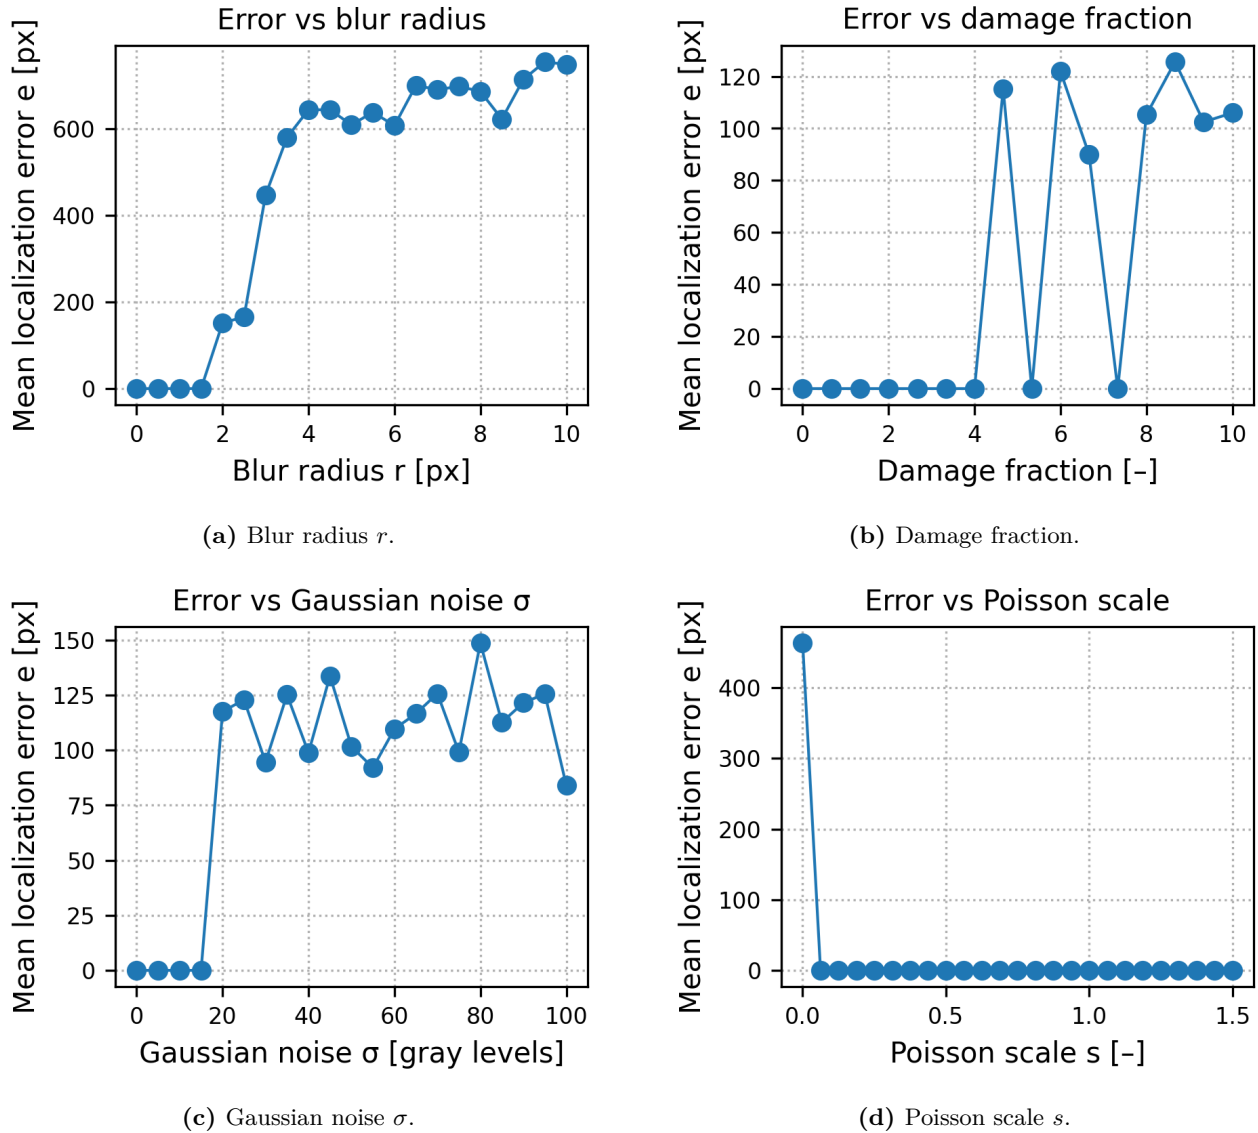 Error vs blur radius
Mean localization error e [px]
600
400
200
0
0 2 4 6 8 10
Blur radius r [px]
(a) Blur radius r.
Error vs damage fraction
Mean localization error e [px]
120
100
80
60
40
20
0
0 2 4 6 8 10
Damage fraction [–]
(b) Damage fraction.
Error vs Gaussian noise σ
Mean localization error e [px]
150
125
100
75
50
25
0
0 20 40 60 80 100
Gaussian noise σ [gray levels]
(c) Gaussian noise σ.
Error vs Poisson scale
Mean localization error e [px]
400
300
200
100
0
0.0 0.5 1.0 1.5
Poisson scale s [–]
(d) Poisson scale s.